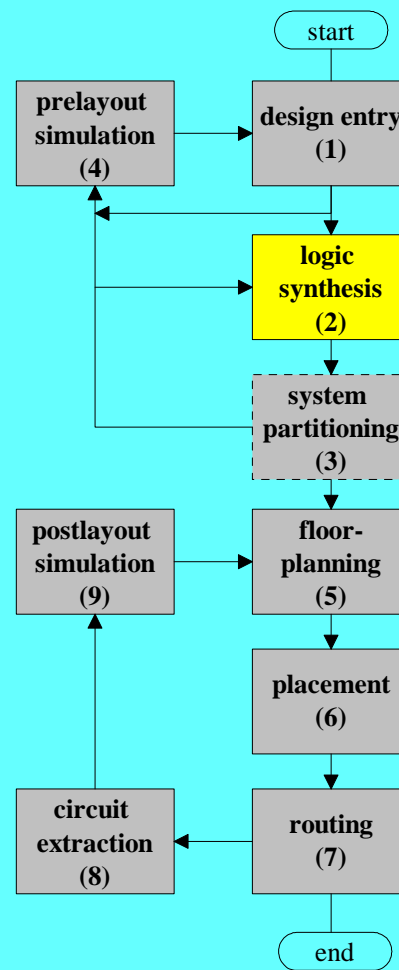 start
prelayout
simulation
(4)
design entry
(1)
logic
synthesis
(2)
system
partitioning
(3)
postlayout
simulation
(9)
floor-
planning
(5)
placement
(6)
circuit
extraction
(8)
routing
(7)
end